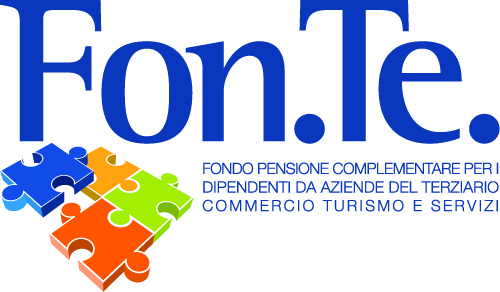 Fon.Te.
FONDO PENSIONE COMPLEMENTARE PER I
DIPENDENTI DA AZIENDE DEL TERZIARIO
COMMERCIO TURISMO E SERVIZI